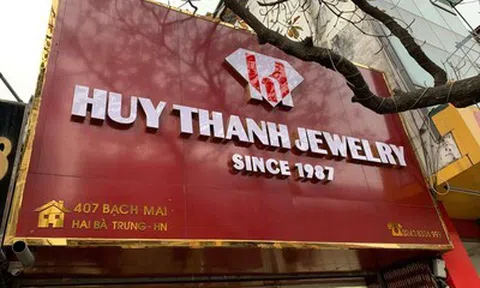 HUY THANH JEWELRY
SINCE 1987
407 BẠCH MAI
HAI BÀ TRƯNG-HN